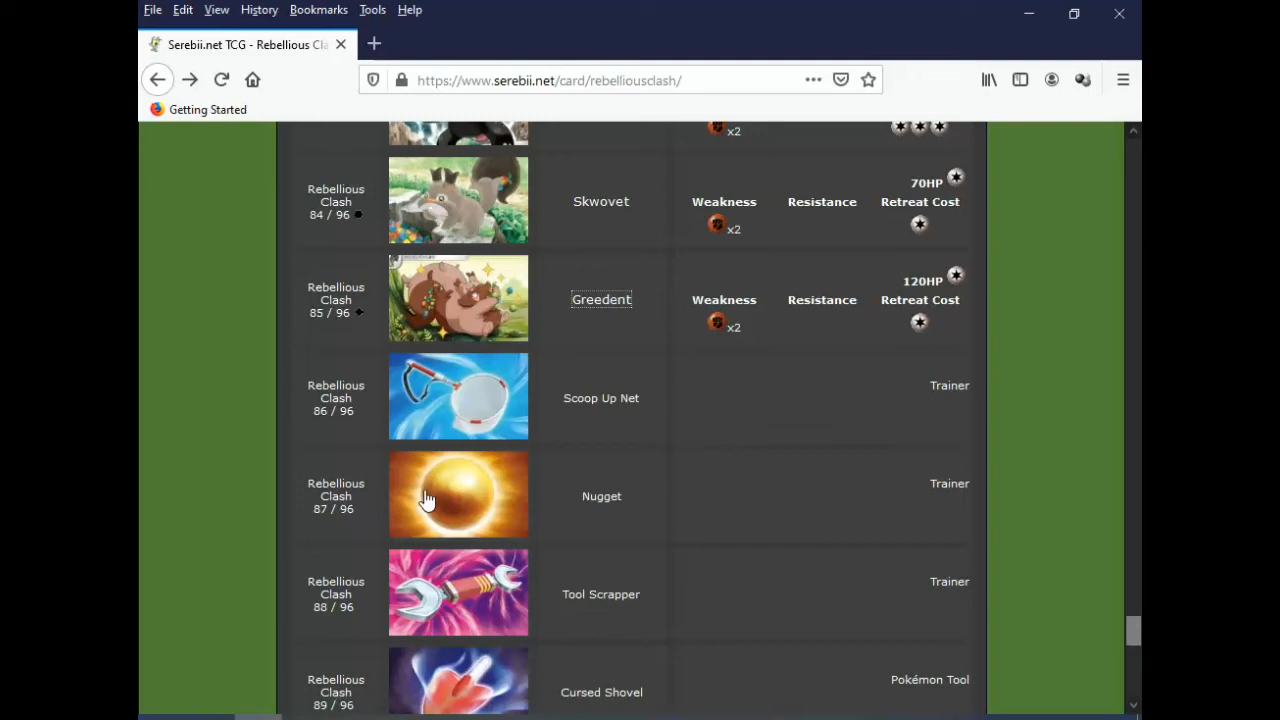 File Edit View History Bookmarks Tools Help
Serebii.net TCG - Rebellious Cla
https://www.serebii.net/card/rebelliousclash/
Getting Started
x2
Rebellious
Clash
84 / 96
Skwovet
70HP
Weakness Resistance Retreat Cost
x2
Rebellious
Clash
85 / 96
Greedent
120HP
Weakness Resistance Retreat Cost
x2
Rebellious
Clash
86 / 96
Scoop Up Net
Trainer
Rebellious
Clash
87 / 96
Nugget
Trainer
Rebellious
Clash
88 / 96
Tool Scrapper
Trainer
Rebellious
Clash
89 / 96
Cursed Shovel
Pokémon Tool